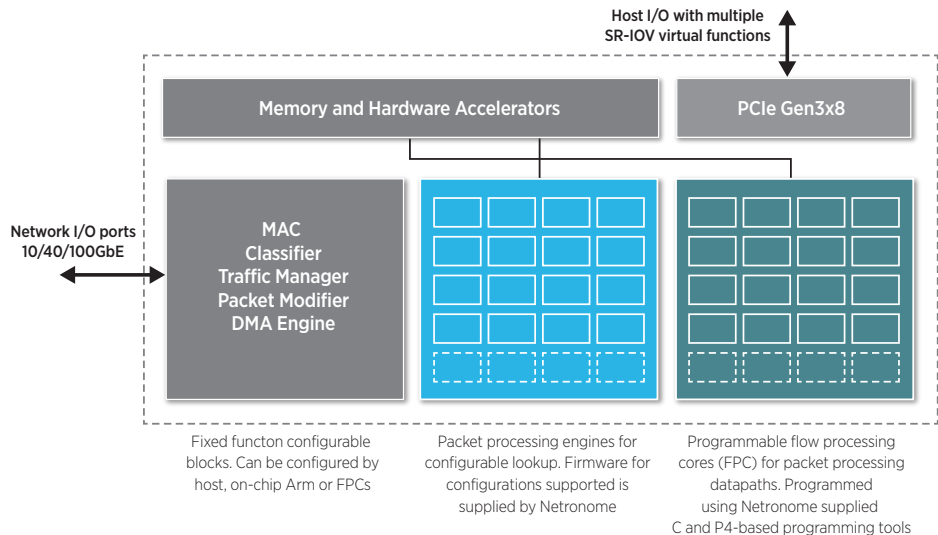 Host I/O with multiple
SR-IOV virtual functions
Memory and Hardware Accelerators
PCIe Gen3x8
Network I/O ports
10/40/100GbE
MAC
Classifier
Traffic Manager
Packet Modifier
DMA Engine
Fixed functon configurable
blocks. Can be configured by
host, on-chip Arm or FPCs
Packet processing engines for
configurable lookup. Firmware for
configurations supported is
supplied by Netronome
Programmable flow processing
cores (FPC) for packet processing
datapaths. Programmed
using Netronome supplied
C and P4-based programming tools